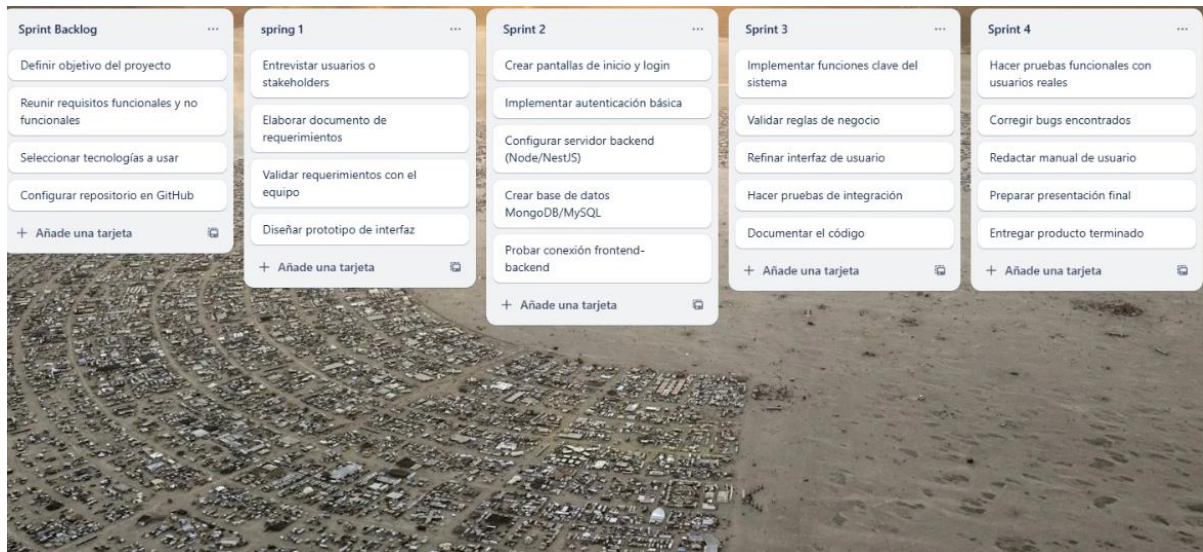 Sprint Backlog
Definir objetivo del proyecto
Reunir requisitos funcionales y no
funcionales
Seleccionar tecnologías a usar
Configurar repositorio en GitHub
+ Añade una tarjeta
spring 1
Entrevistar usuarios o
stakeholders
Elaborar documento de
requerimientos
Validar requerimientos con el
equipo
Diseñar prototipo de interfaz
+ Añade una tarjeta
Sprint 2
Crear pantallas de inicio y login
Implementar autenticación básica
Configurar servidor backend
(Node/NestJS)
Crear base de datos
MongoDB/MySQL
Probar conexión frontend-
backend
+ Añade una tarjeta
Sprint 3
Implementar funciones clave del
sistema
Validar reglas de negocio
Refinar interfaz de usuario
Hacer pruebas de integración
Documentar el código
+ Añade una tarjeta
Sprint 4
Hacer pruebas funcionales con
usuarios reales
Corregir bugs encontrados
Redactar manual de usuario
Preparar presentación final
Entregar producto terminado
+ Añade una tarjeta